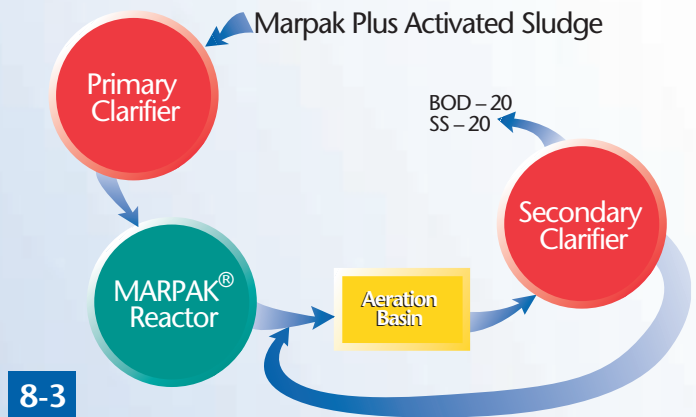 Marpak Plus Activated Sludge
Primary
Clarifier
BOD – 20
SS – 20
Secondary
Clarifier
MARPAK®
Reactor
Aeration
Basin
8-3